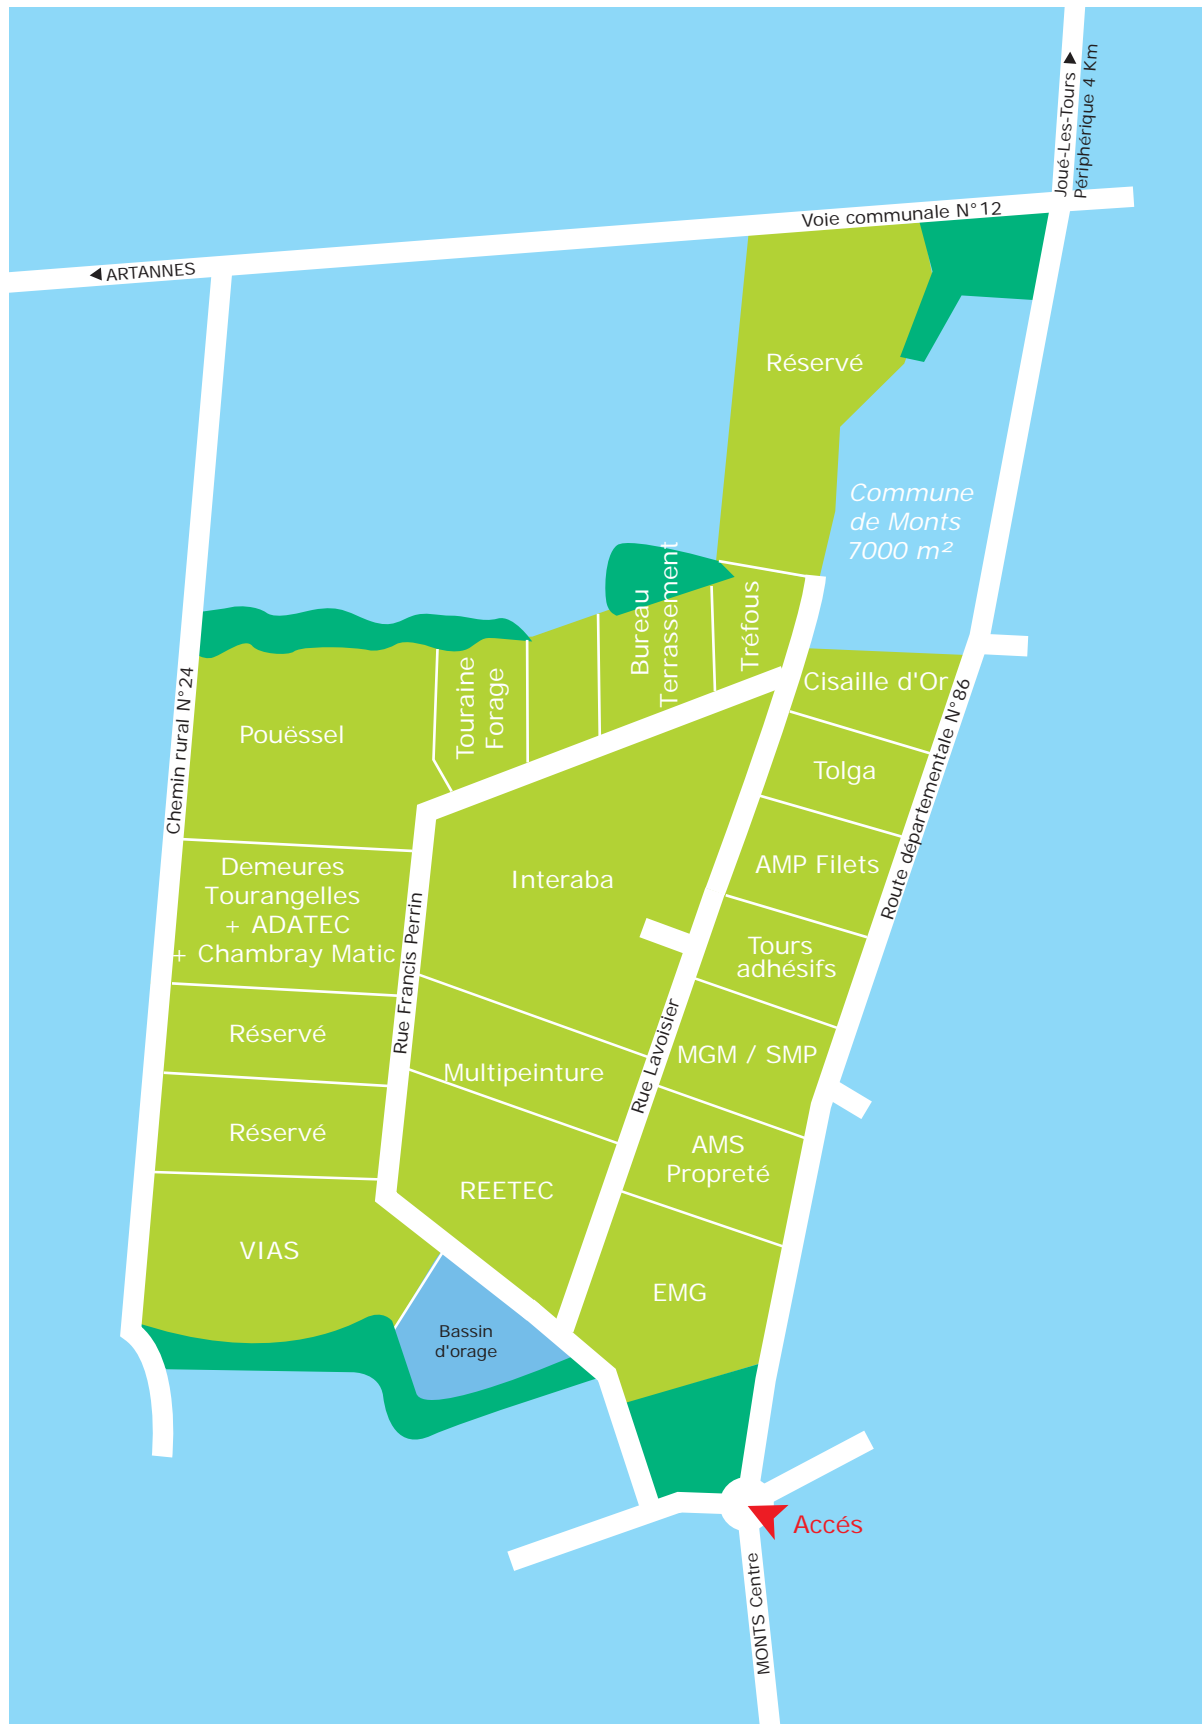 Joué-Les-Tours ▲
Périphérique 4 Km
Voie communale N°12
◀ ARTANNES
Réservé
Commune
de Monts
7000 m²
Bureau
Terrassement
Tréfous
Touraine
Forage
Pouëssel
Chemin rural N°24
Cisaille d'Or
Route départementale N°86
Tolga
AMP Filets
Interaba
Demeures
Tourangelles
+ ADATEC
+ Chambray Matic
Rue Francis Perrin
Tours
adhésifs
Réservé
Rue Lavoisier
MGM / SMP
Multipeinture
Réservé
AMS
Propreté
REETEC
VIAS
EMG
Bassin
d'orage
Accés
MONTS Centre